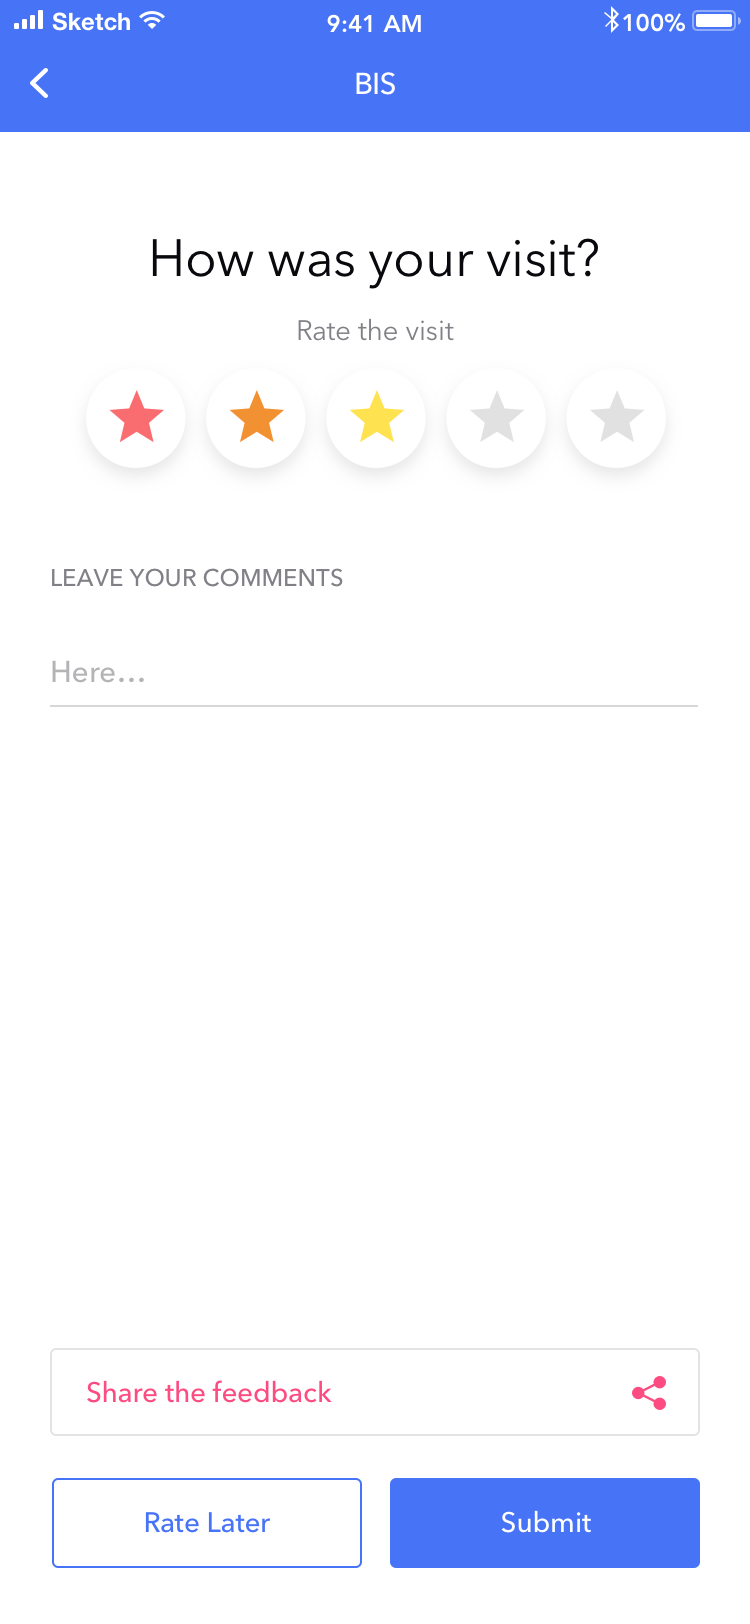 Sketch 9:41 AM 100%
BIS
How was your visit?
Rate the visit
LEAVE YOUR COMMENTS
Here...
Share the feedback
Rate Later
Submit